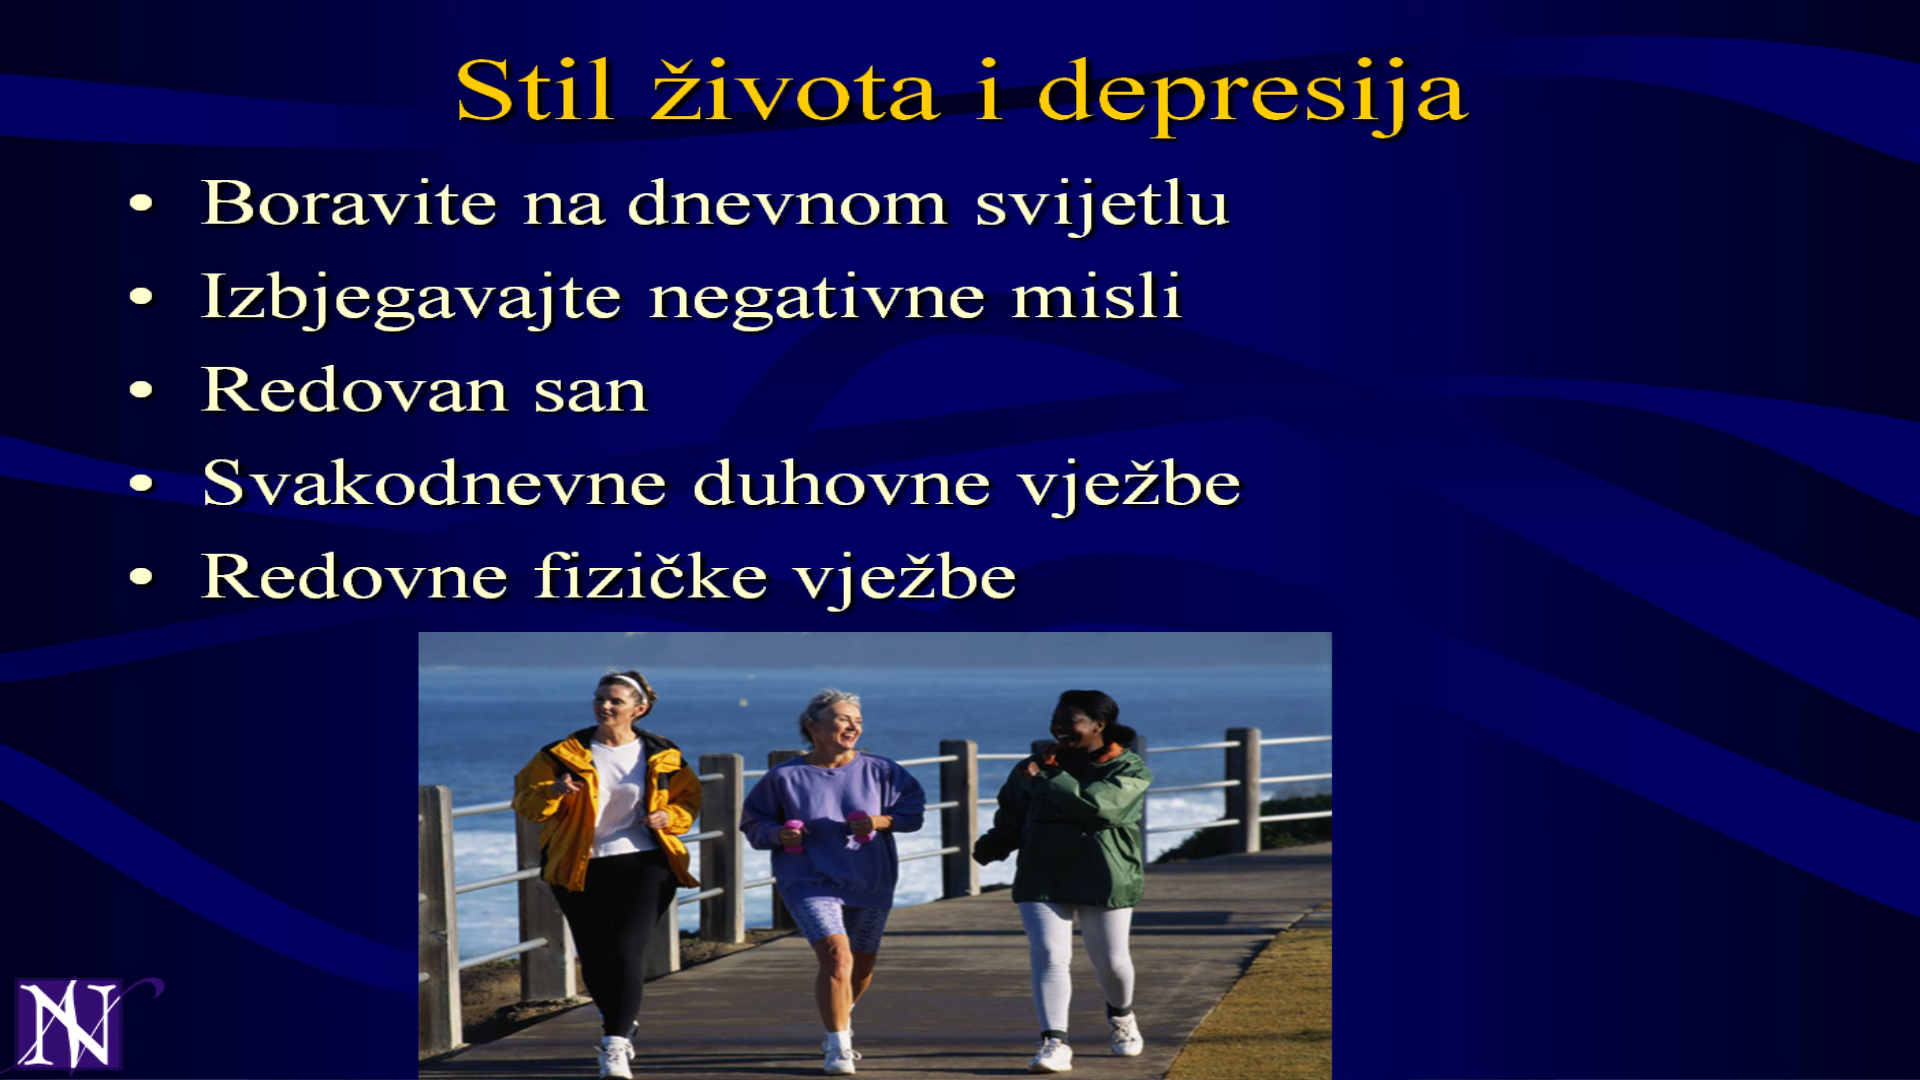 Stil života i depresija
• Boravite na dnevnom svijetlu
• Izbjegavajte negativne misli
• Redovan san
• Svakodnevne duhovne vježbe
• Redovne fizičke vježbe
N